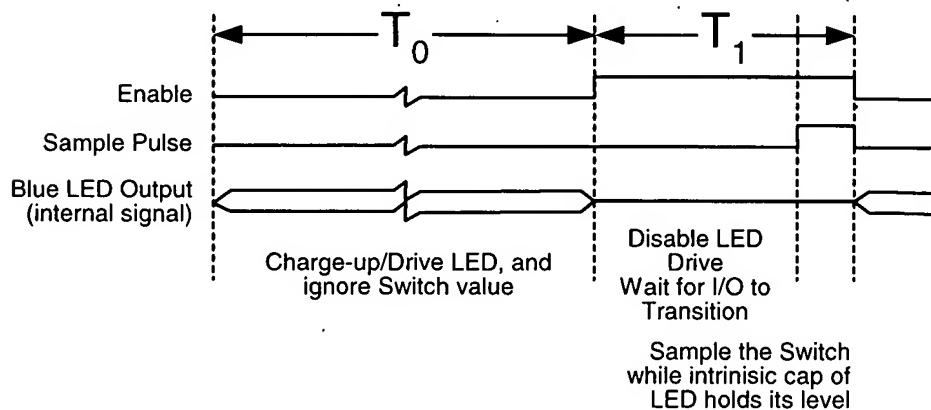 T0
T1
Enable
Sample Pulse
Blue LED Output
(internal signal)
Charge-up/Drive LED, and
ignore Switch value
Disable LED
Drive
Wait for I/O to
Transition
Sample the Switch
while intrinisic cap of
LED holds its level